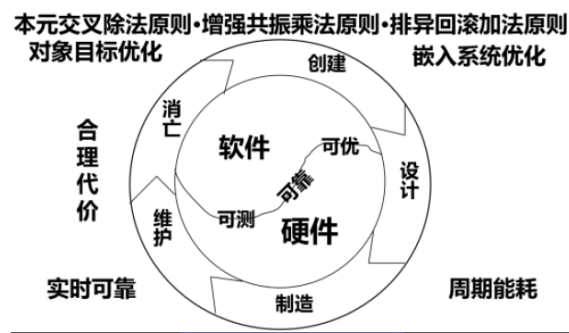 本元交叉除法原则·增强共振乘法原则·排异回滚加法原则
对象目标优化
嵌入系统优化
创建
消亡
合理代价
软件
可优
设计
可靠
可测
维护
硬件
实时可靠
周期能耗
制造